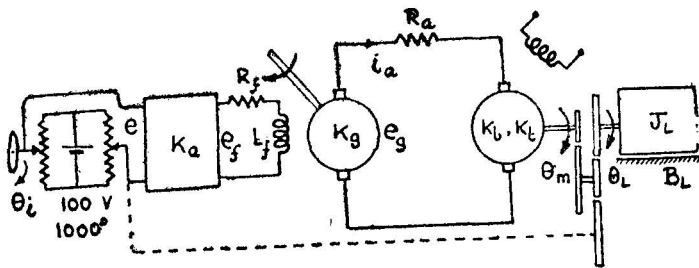 Ra
ia
Rf
e
Ka
ef
Lf
Kg
eg
Kb, Kt
JL
θm
θL
BL
θi
100 V
1000°